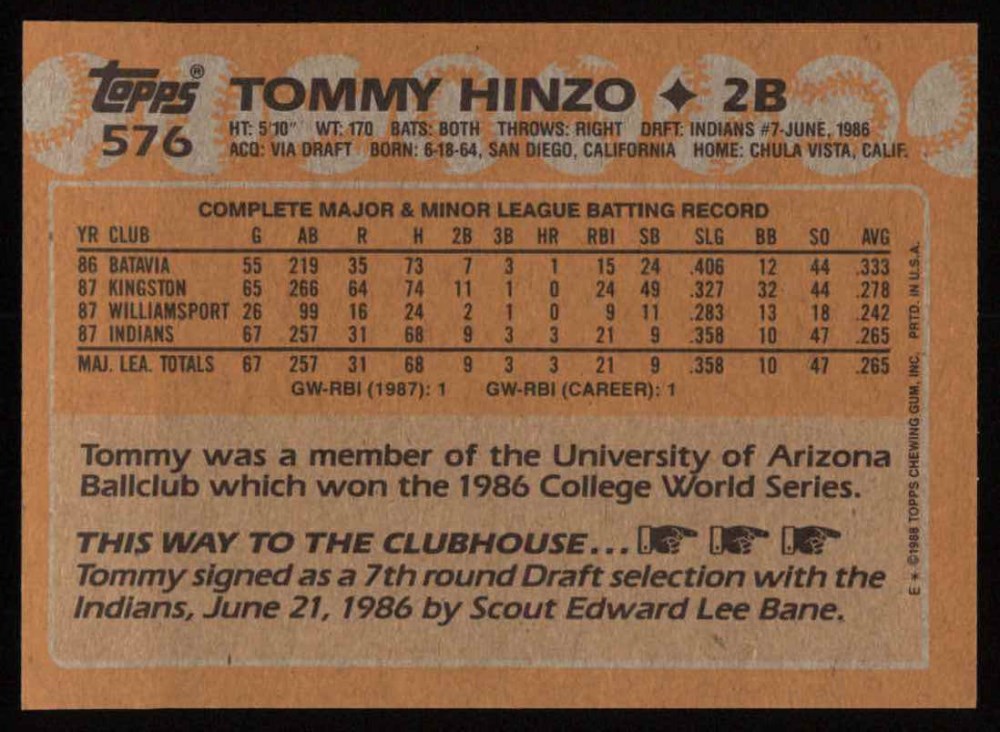 topps® TOMMY HINZO ✦ 2B
576 HT: 5'10" WT: 170 BATS: BOTH THROWS: RIGHT DRFT: INDIANS #7-JUNE, 1986
ACQ: VIA DRAFT BORN: 6-18-64, SAN DIEGO, CALIFORNIA HOME: CHULA VISTA, CALIF.
COMPLETE MAJOR & MINOR LEAGUE BATTING RECORD
YR CLUB G AB R H 2B 3B HR RBI SB SLG BB SO AVG
86 BATAVIA 55 219 35 73 7 3 1 15 24 .406 12 44 .333
87 KINGSTON 65 266 64 74 11 1 0 24 49 .327 32 44 .278
87 WILLIAMSPORT 26 99 16 24 2 1 0 9 11 .283 13 18 .242
87 INDIANS 67 257 31 68 9 3 3 21 9 .358 10 47 .265
MAJ. LEA. TOTALS 67 257 31 68 9 3 3 21 9 .358 10 47 .265
GW-RBI (1987): 1 GW-RBI (CAREER): 1
Tommy was a member of the University of Arizona
Ballclub which won the 1986 College World Series.
THIS WAY TO THE CLUBHOUSE...
Tommy signed as a 7th round Draft selection with the
Indians, June 21, 1986 by Scout Edward Lee Bane.
E * ©1988 TOPPS CHEWING GUM, INC. PRTD. IN U.S.A.